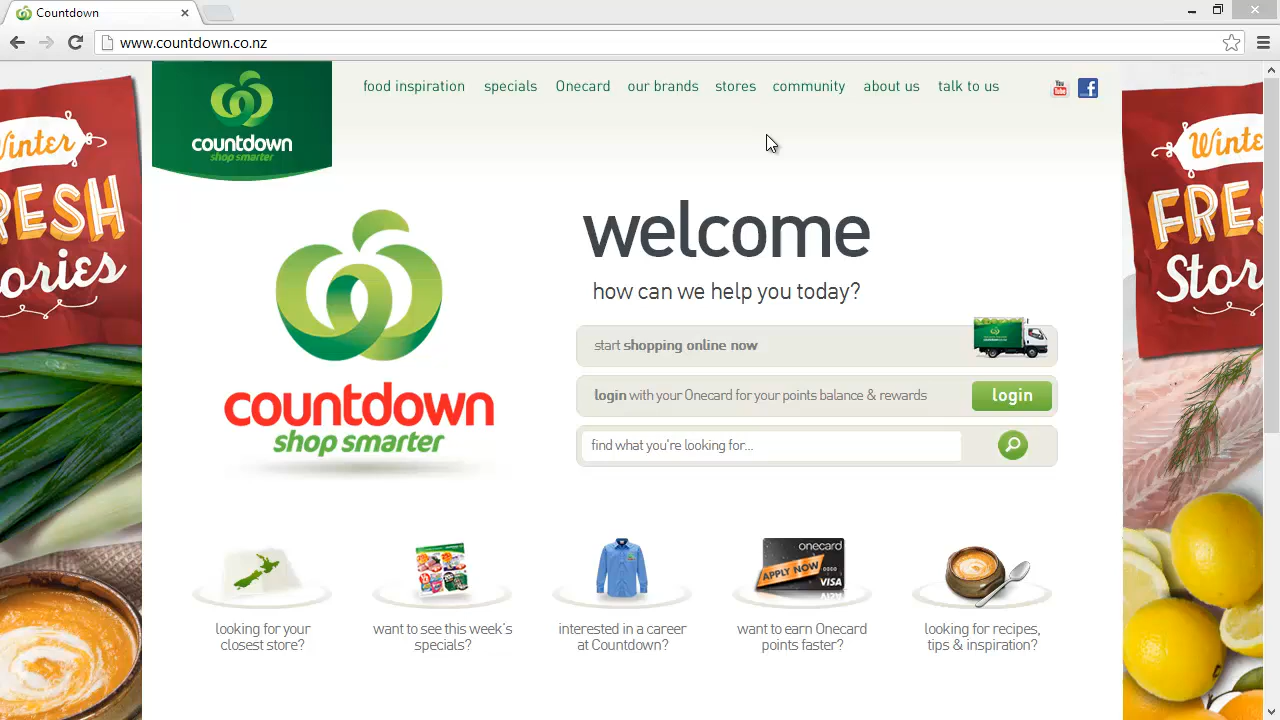 Countdown
www.countdown.co.nz
food inspiration specials Onecard our brands stores community about us talk to us
You Tube
countdown
shop smarter
Winter
FRESH
Stories
welcome
how can we help you today?
start shopping online now
login with your Onecard for your points balance & rewards
login
find what you're looking for...
countdown
shop smarter
onecard
APPLY NOW
VISA
looking for your
closest store?
want to see this week's
specials?
interested in a career
at Countdown?
want to earn Onecard
points faster?
looking for recipes,
tips & inspiration?
Winter
FRE
Stor